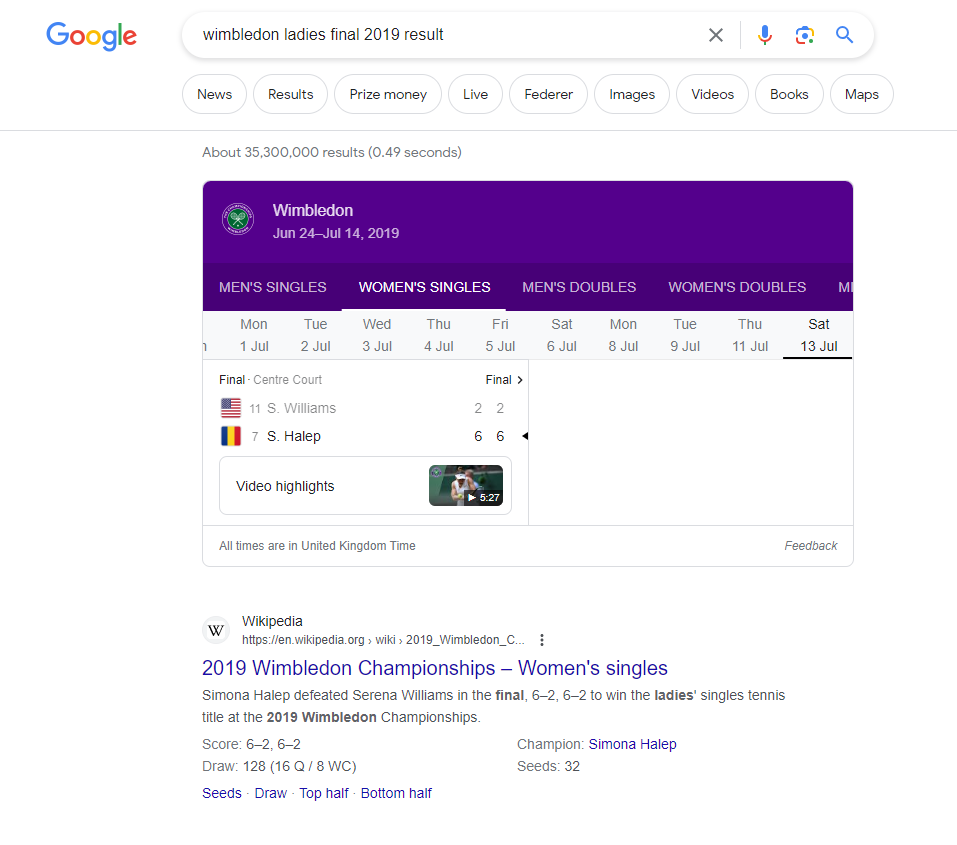 Google
wimbledon ladies final 2019 result
News Results Prize money Live Federer Images Videos Books Maps
About 35,300,000 results (0.49 seconds)
Wimbledon
Jun 24–Jul 14, 2019
MEN'S SINGLES WOMEN'S SINGLES MEN'S DOUBLES WOMEN'S DOUBLES
Mon Tue Wed Thu Fri Sat Mon Tue Thu Sat
1 Jul 2 Jul 3 Jul 4 Jul 5 Jul 6 Jul 8 Jul 9 Jul 11 Jul 13 Jul
Final · Centre Court Final
11 S. Williams 2 2
7 S. Halep 6 6
Video highlights 5:27
All times are in United Kingdom Time Feedback
W Wikipedia
https://en.wikipedia.org › wiki › 2019_Wimbledon_C...
2019 Wimbledon Championships – Women's singles
Simona Halep defeated Serena Williams in the final, 6–2, 6–2 to win the ladies' singles tennis
title at the 2019 Wimbledon Championships.
Score: 6–2, 6–2 Champion: Simona Halep
Draw: 128 (16 Q / 8 WC) Seeds: 32
Seeds · Draw · Top half · Bottom half